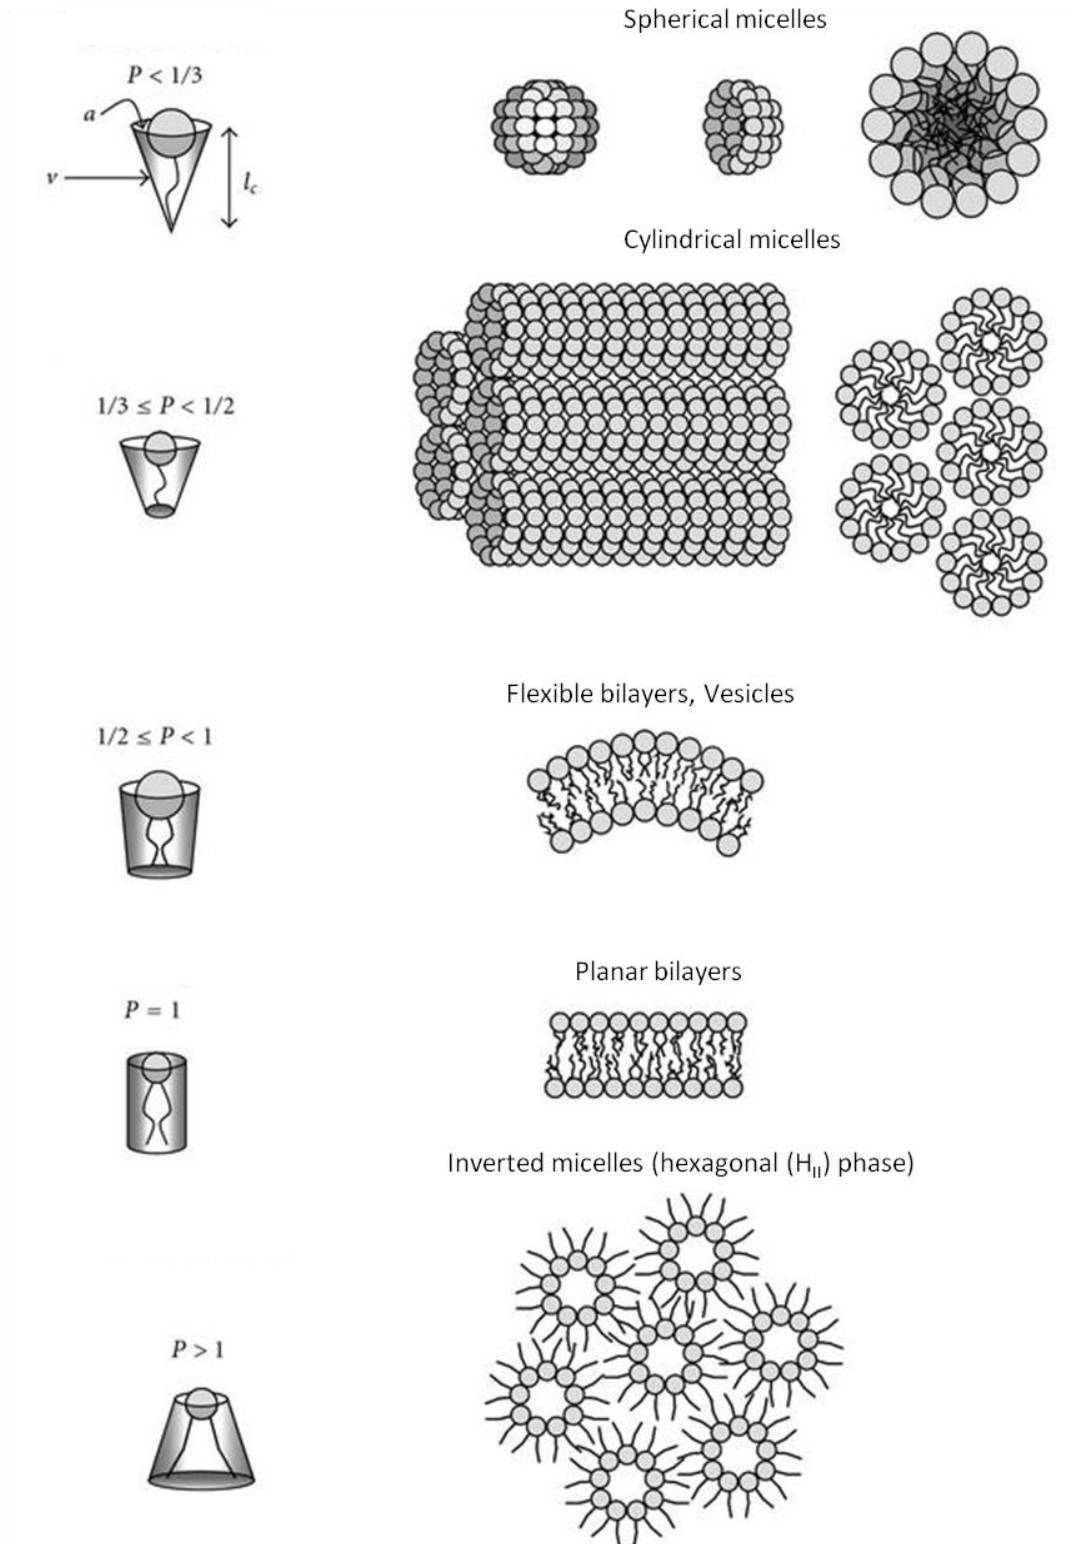 Spherical micelles
P < 1/3
a
v
l_c
Cylindrical micelles
1/3 ≤ P < 1/2
Flexible bilayers, Vesicles
1/2 ≤ P < 1
Planar bilayers
P = 1
Inverted micelles (hexagonal (H_II) phase)
P > 1